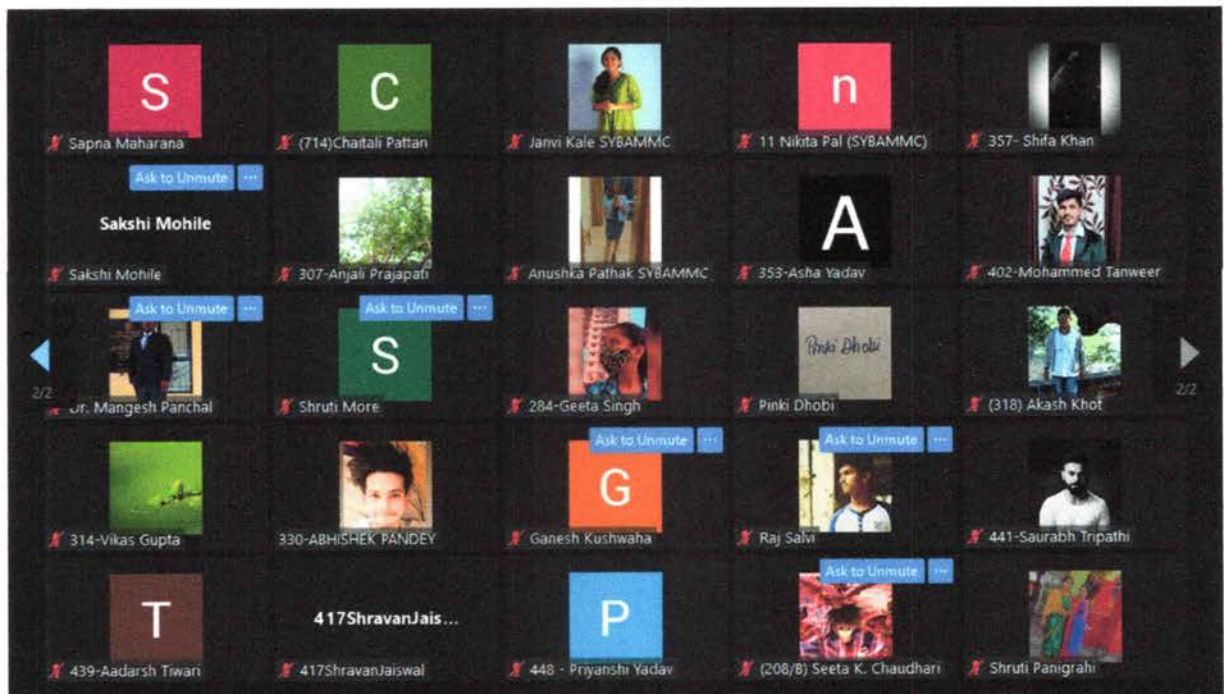 S
C
n
Sapna Maharana
(714)Chaitali Pattan
Janvi Kale SYBAMMC
11 Nikita Pal (SYBAMMC)
357- Shifa Khan
Ask to Unmute ...
Sakshi Mohile
A
Sakshi Mohile
307-Anjali Prajapati
Anushka Pathak SYBAMMC
353-Asha Yadav
402-Mohammed Tanweer
Ask to Unmute ...
Ask to Unmute ...
S
Pinki Dhobi
2/2
2/2
Dr. Mangesh Panchal
Shruti More
284-Geeta Singh
Pinki Dhobi
(318) Akash Khot
Ask to Unmute ...
Ask to Unmute ...
G
314-Vikas Gupta
330-ABHISHEK PANDEY
Ganesh Kushwaha
Raj Salvi
441-Saurabh Tripathi
Ask to Unmute ...
T
417ShravanJais...
P
439-Aadarsh Tiwari
417ShravanJaiswal
448 - Priyanshi Yadav
(208/B) Seeta K. Chaudhari
Shruti Panigrahi